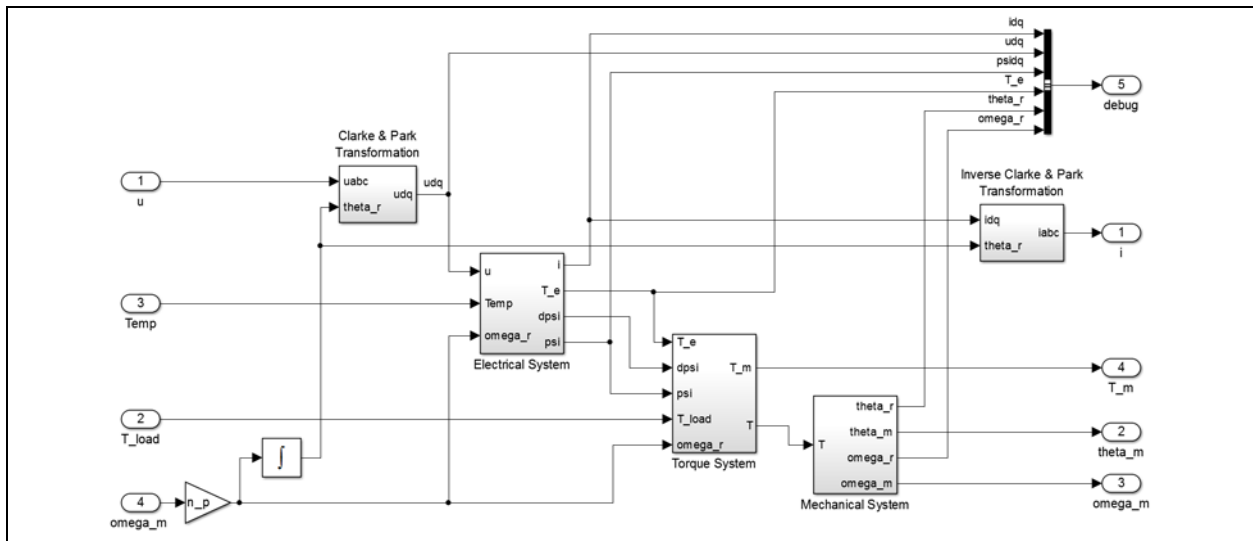 idq
udq
psidq
T_e
theta_r
omega_r
5
debug
Clarke & Park
Transformation
uabc
theta_r
udq
udq
1
u
Inverse Clarke & Park
Transformation
idq
theta_r
iabc
1
i
u
Temp
omega_r
i
T_e
dpsi
psi
Electrical System
3
Temp
T_e
dpsi
psi
T_load
omega_r
T_m
T
Torque System
4
T_m
2
T_load
theta_r
theta_m
omega_r
omega_m
T
Mechanical System
2
theta_m
3
omega_m
∫
4
omega_m
n_p